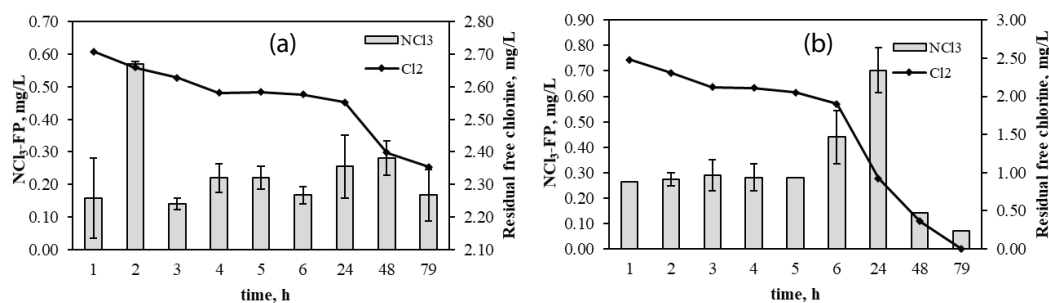 (a)
NCl3
Cl2
NCl3-FP, mg/L
0.70
0.60
0.50
0.40
0.30
0.20
0.10
0.00
2.80
2.70
2.60
2.50
2.40
2.30
2.20
2.10
Residual free chlorine, mg/L
1 2 3 4 5 6 24 48 79
time, h
(b)
NCl3
Cl2
NCl₃-FP, mg/L
0.90
0.80
0.70
0.60
0.50
0.40
0.30
0.20
0.10
0.00
3.00
2.50
2.00
1.50
1.00
0.50
0.00
Residual free chlorine, mg/L
1 2 3 4 5 6 24 48 79
time, h